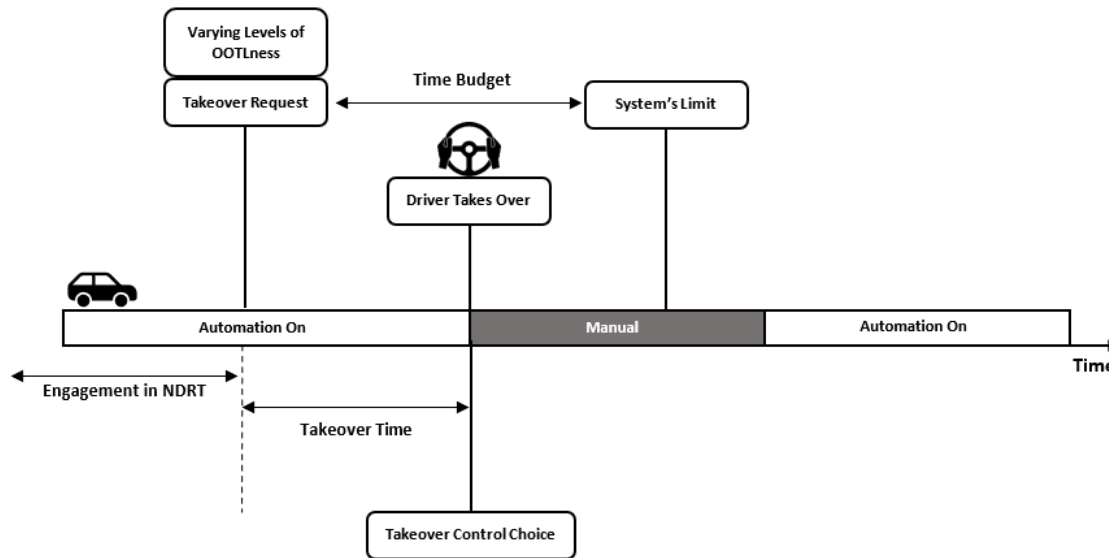 Varying Levels of
OOTLness
Takeover Request
Time Budget
System's Limit
Driver Takes Over
Automation On
Manual
Automation On
Time
Engagement in NDRT
Takeover Time
Takeover Control Choice